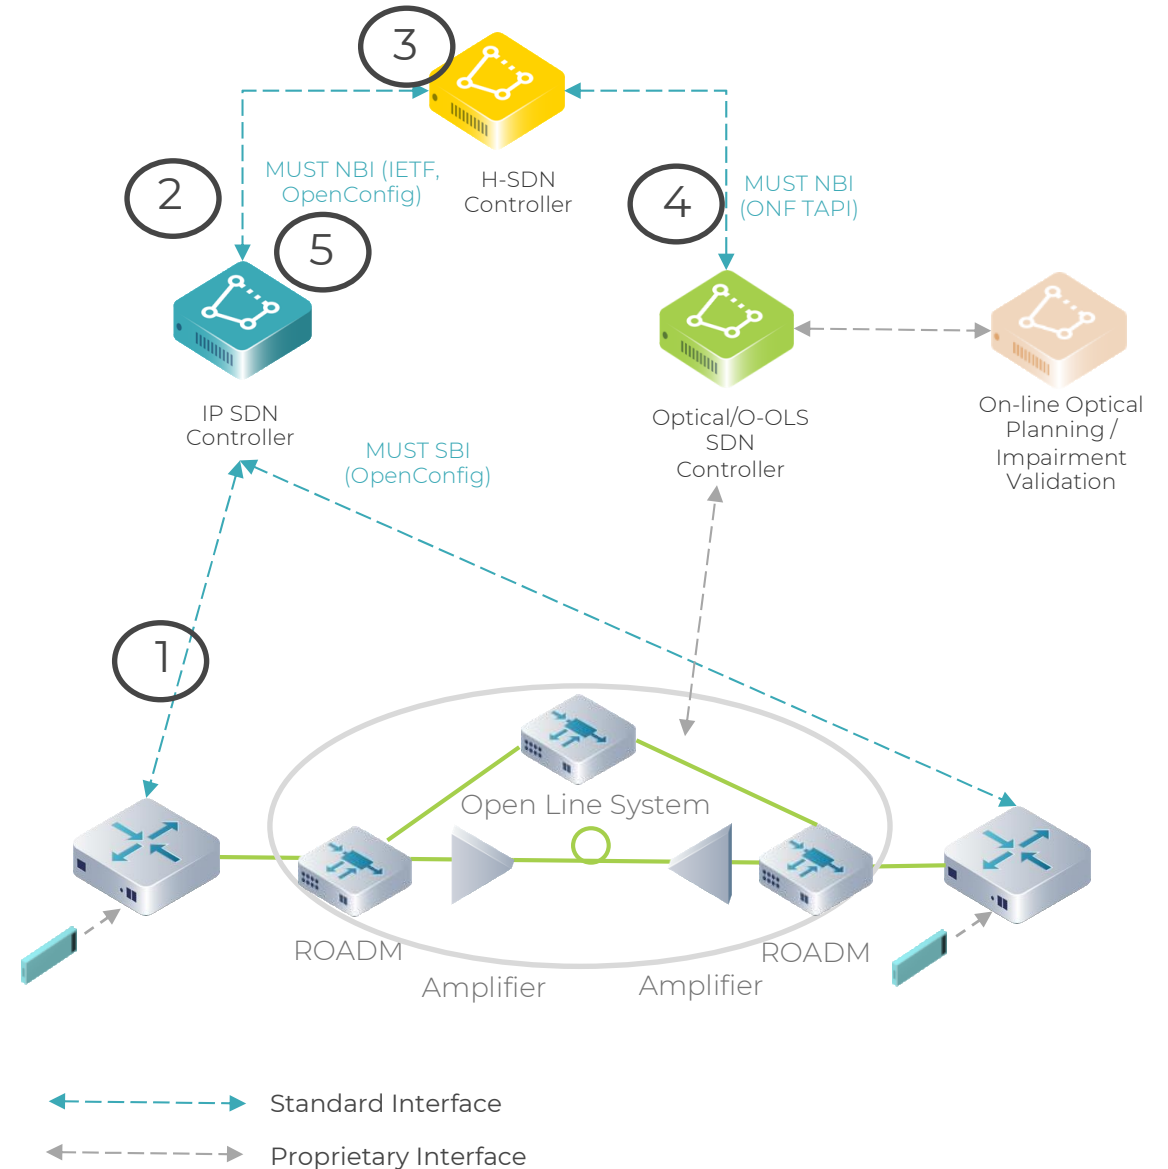 3
MUST NBI (IETF,
OpenConfig)
H-SDN
Controller
MUST NBI
(ONF TAPI)
2
4
5
IP SDN
Controller
Optical/O-OLS
SDN
Controller
On-line Optical
Planning /
Impairment
Validation
MUST SBI
(OpenConfig)
1
Open Line System
ROADM
ROADM
Amplifier
Amplifier
Standard Interface
Proprietary Interface